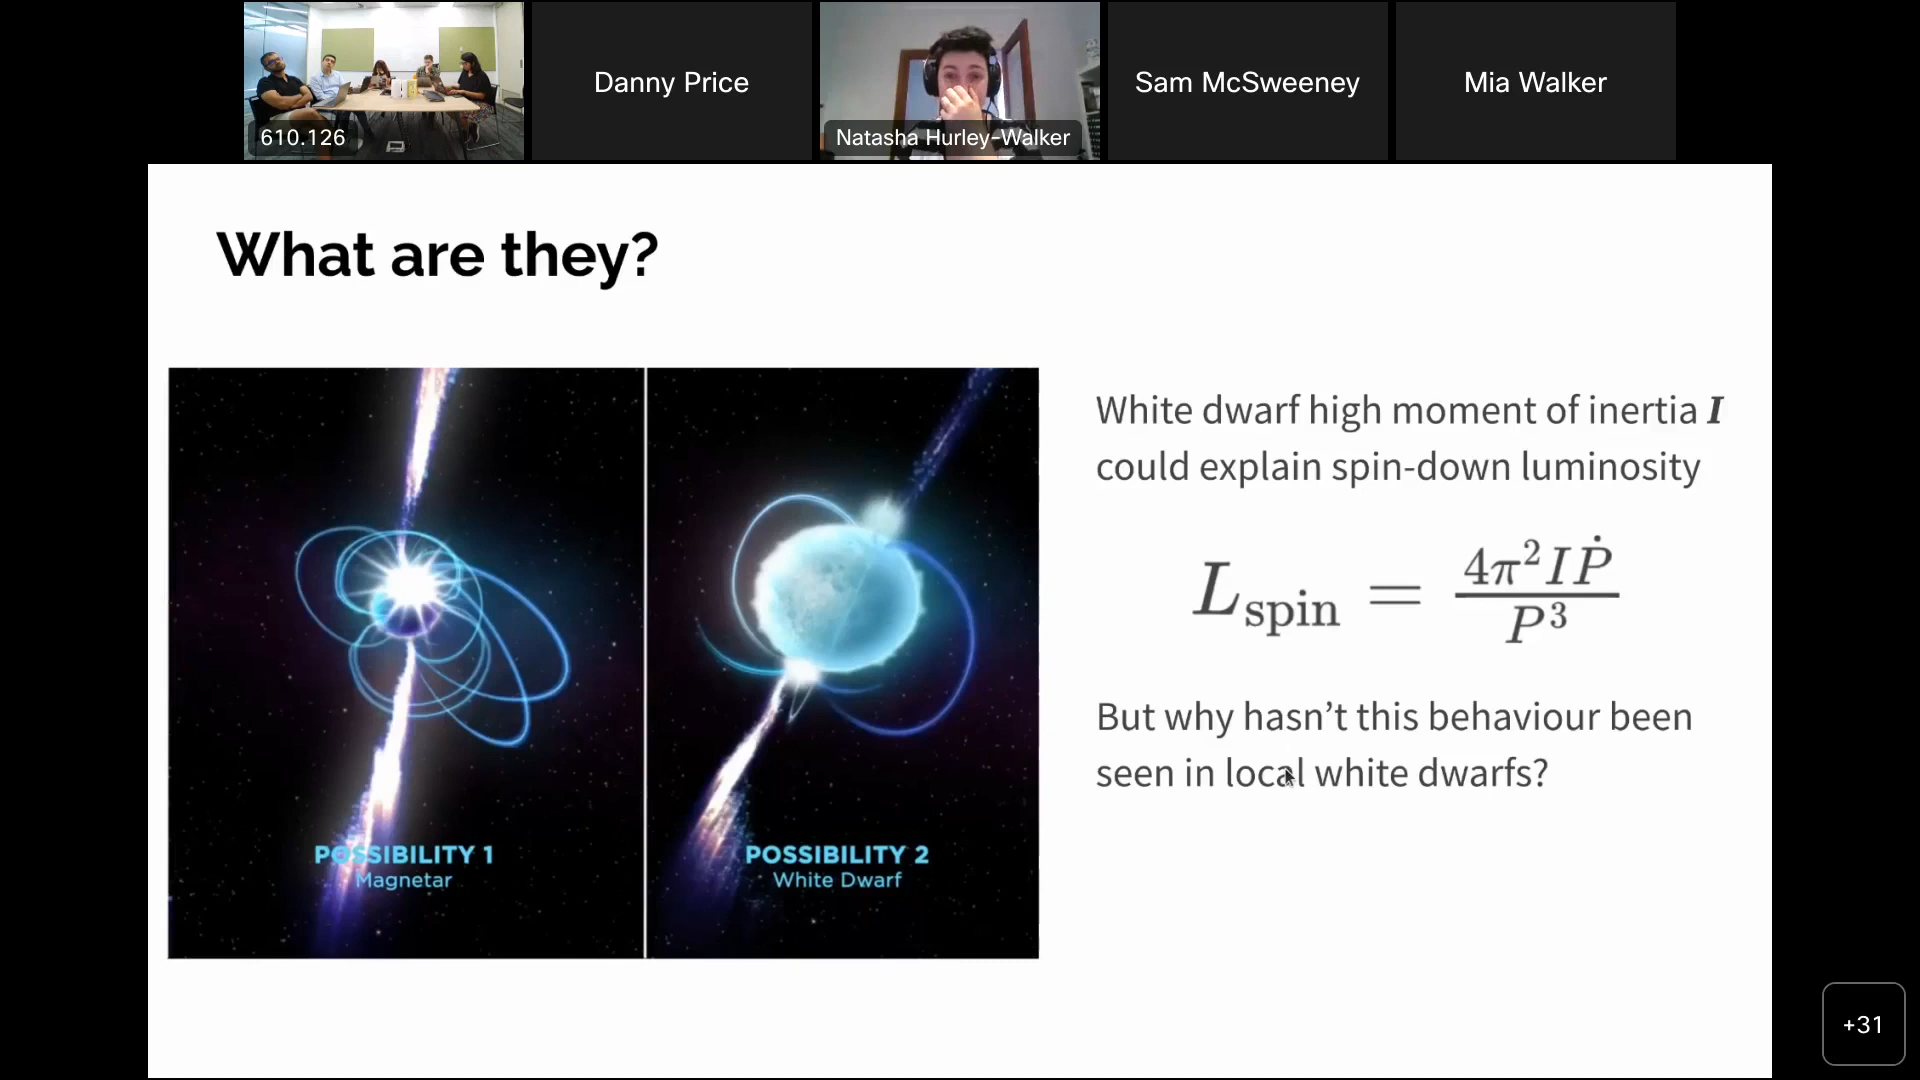 610.126
Danny Price
Natasha Hurley-Walker
Sam McSweeney
Mia Walker
What are they?
POSSIBILITY 1
Magnetar
POSSIBILITY 2
White Dwarf
White dwarf high moment of inertia I
could explain spin-down luminosity
L_spin = 4π²IṖ / P³
But why hasn’t this behaviour been
seen in local white dwarfs?
+31